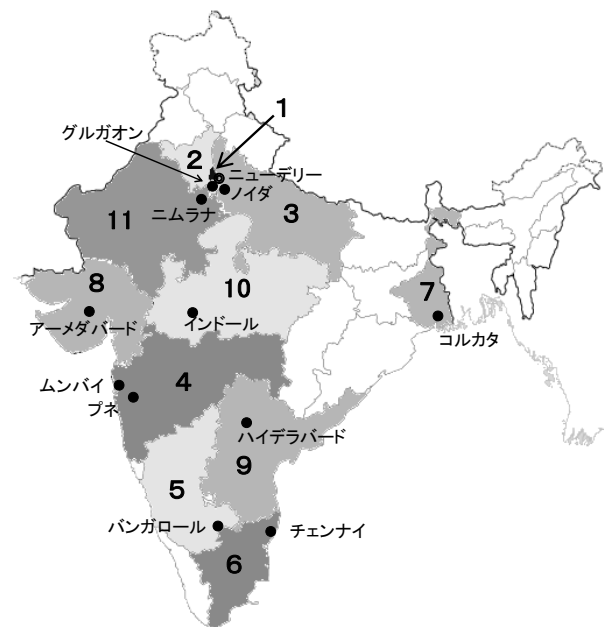 1
グルガオン
2
ニューデリー
ノイダ
ニムラナ
11
3
8
10
7
アーメダバード
インドール
コルカタ
4
ムンバイ
プネ
ハイデラバード
9
5
バンガロール
チェンナイ
6